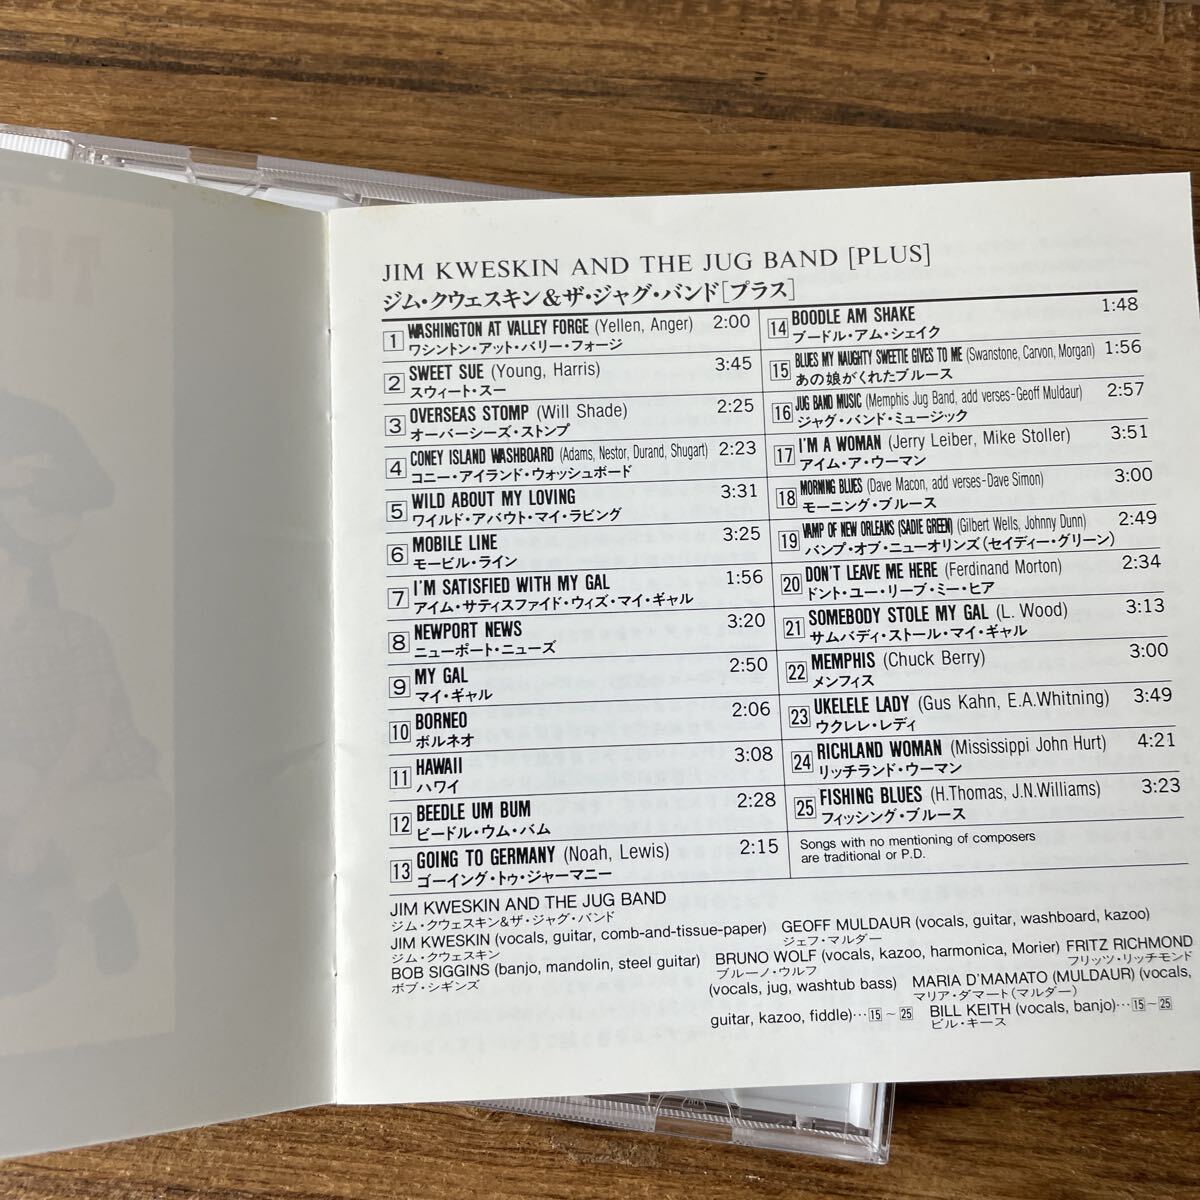 JIM KWESKIN AND THE JUG BAND [PLUS]
ジム・クウェスキン&ザ・ジャグ・バンド[プラス]
1 WASHINGTON AT VALLEY FORGE (Yellen, Anger) 2:00
ワシントン・アット・バリー・フォージ
2 SWEET SUE (Young, Harris) 3:45
スウィート・スー
3 OVERSEAS STOMP (Will Shade) 2:25
オーバーシーズ・ストンプ
4 CONEY ISLAND WASHBOARD (Adams, Nestor, Durand, Shugart) 2:23
コニー・アイランド・ウォッシュボード
5 WILD ABOUT MY LOVING 3:31
ワイルド・アバウト・マイ・ラビング
6 MOBILE LINE 3:25
モービル・ライン
7 I'M SATISFIED WITH MY GAL 1:56
アイム・サティスファイド・ウィズ・マイ・ギャル
8 NEWPORT NEWS 3:20
ニューポート・ニューズ
9 MY GAL 2:50
マイ・ギャル
10 BORNEO 2:06
ボルネオ
11 HAWAII 3:08
ハワイ
12 BEEDLE UM BUM 2:28
ビードル・ウム・バム
13 GOING TO GERMANY (Noah, Lewis) 2:15
ゴーイング・トゥ・ジャーマニー
14 BOODLE AM SHAKE 1:48
ブードル・アム・シェイク
15 BLUES MY NAUGHTY SWEETIE GIVES TO ME (Swanstone, Carvon, Morgan) 1:56
あの娘がくれたブルース
16 JUG BAND MUSIC (Memphis Jug Band, add verses-Geoff Muldaur) 2:57
ジャグ・バンド・ミュージック
17 I'M A WOMAN (Jerry Leiber, Mike Stoller) 3:51
アイム・ア・ウーマン
18 MORNING BLUES (Dave Macon, add verses-Dave Simon) 3:00
モーニング・ブルース
19 VAMP OF NEW ORLEANS (SADIE GREEN) (Gilbert Wells, Johnny Dunn) 2:49
バンプ・オブ・ニューオリンズ(セイディー・グリーン)
20 DON'T LEAVE ME HERE (Ferdinand Morton) 2:34
ドント・ユー・リーブ・ミー・ヒア
21 SOMEBODY STOLE MY GAL (L. Wood) 3:13
サムバディ・ストール・マイ・ギャル
22 MEMPHIS (Chuck Berry) 3:00
メンフィス
23 UKELELE LADY (Gus Kahn, E.A.Whitning) 3:49
ウクレレ・レディ
24 RICHLAND WOMAN (Mississippi John Hurt) 4:21
リッチランド・ウーマン
25 FISHING BLUES (H.Thomas, J.N.Williams) 3:23
フィッシング・ブルース
Songs with no mentioning of composers
are traditional or P.D.
JIM KWESKIN AND THE JUG BAND
ジム・クウェスキン&ザ・ジャグ・バンド
JIM KWESKIN (vocals, guitar, comb-and-tissue-paper) GEOFF MULDAUR (vocals, guitar, washboard, kazoo)
ジム・クウェスキン ジェフ・マルダー
BOB SIGGINS (banjo, mandolin, steel guitar) BRUNO WOLF (vocals, kazoo, harmonica, Morier) FRITZ RICHMOND
ボブ・シギンズ ブルーノ・ウルフ フリッツ・リッチモンド
(vocals, jug, washtub bass) MARIA D'MAMATO (MULDAUR) (vocals,
マリア・ダマート(マルダー)
guitar, kazoo, fiddle)…15~25 BILL KEITH (vocals, banjo)…15~25
ビル・キース